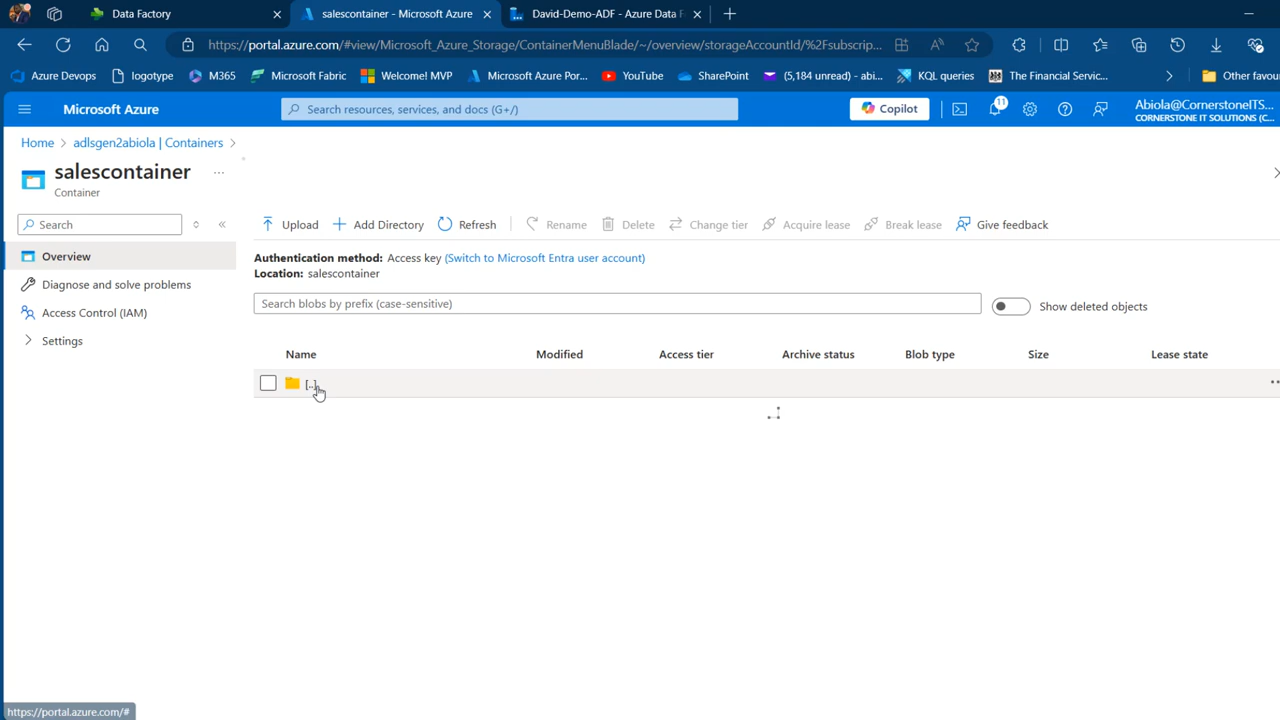 Data Factory
salescontainer - Microsoft Azure
David-Demo-ADF - Azure Data F
https://portal.azure.com/#view/Microsoft_Azure_Storage/ContainerMenuBlade/~/overview/storageAccountId/%2Fsubscrip...
Azure Devops
logotype
M365
Microsoft Fabric
Welcome! MVP
Microsoft Azure Por...
YouTube
SharePoint
(5,184 unread) - abi...
KQL queries
The Financial Servic...
Other favou
Microsoft Azure
Search resources, services, and docs (G+/)
Copilot
11
Abiola@CornerstoneITS...
CORNERSTONE IT SOLUTIONS (C...
Home > adlsgen2abiola | Containers >
salescontainer
Container
Search
Upload
Add Directory
Refresh
Rename
Delete
Change tier
Acquire lease
Break lease
Give feedback
Overview
Diagnose and solve problems
Access Control (IAM)
Settings
Authentication method: Access key (Switch to Microsoft Entra user account)
Location: salescontainer
Search blobs by prefix (case-sensitive)
Show deleted objects
Name
Modified
Access tier
Archive status
Blob type
Size
Lease state
[..]
https://portal.azure.com/#